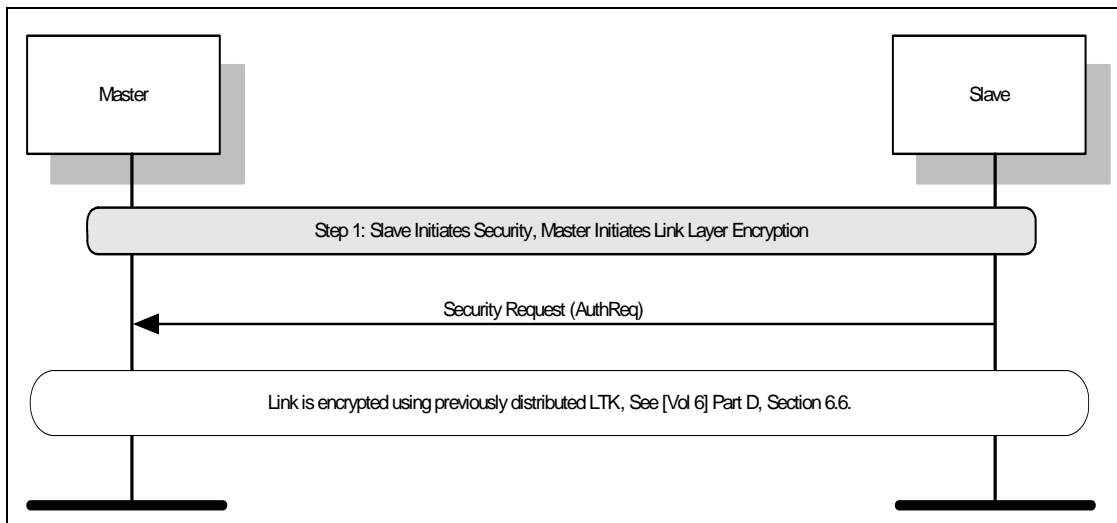 Master
Slave
Step 1: Slave Initiates Security, Master Initiates Link Layer Encryption
Security Request (AuthReq)
Link is encrypted using previously distributed LTK, See [Vol 6] Part D, Section 6.6.